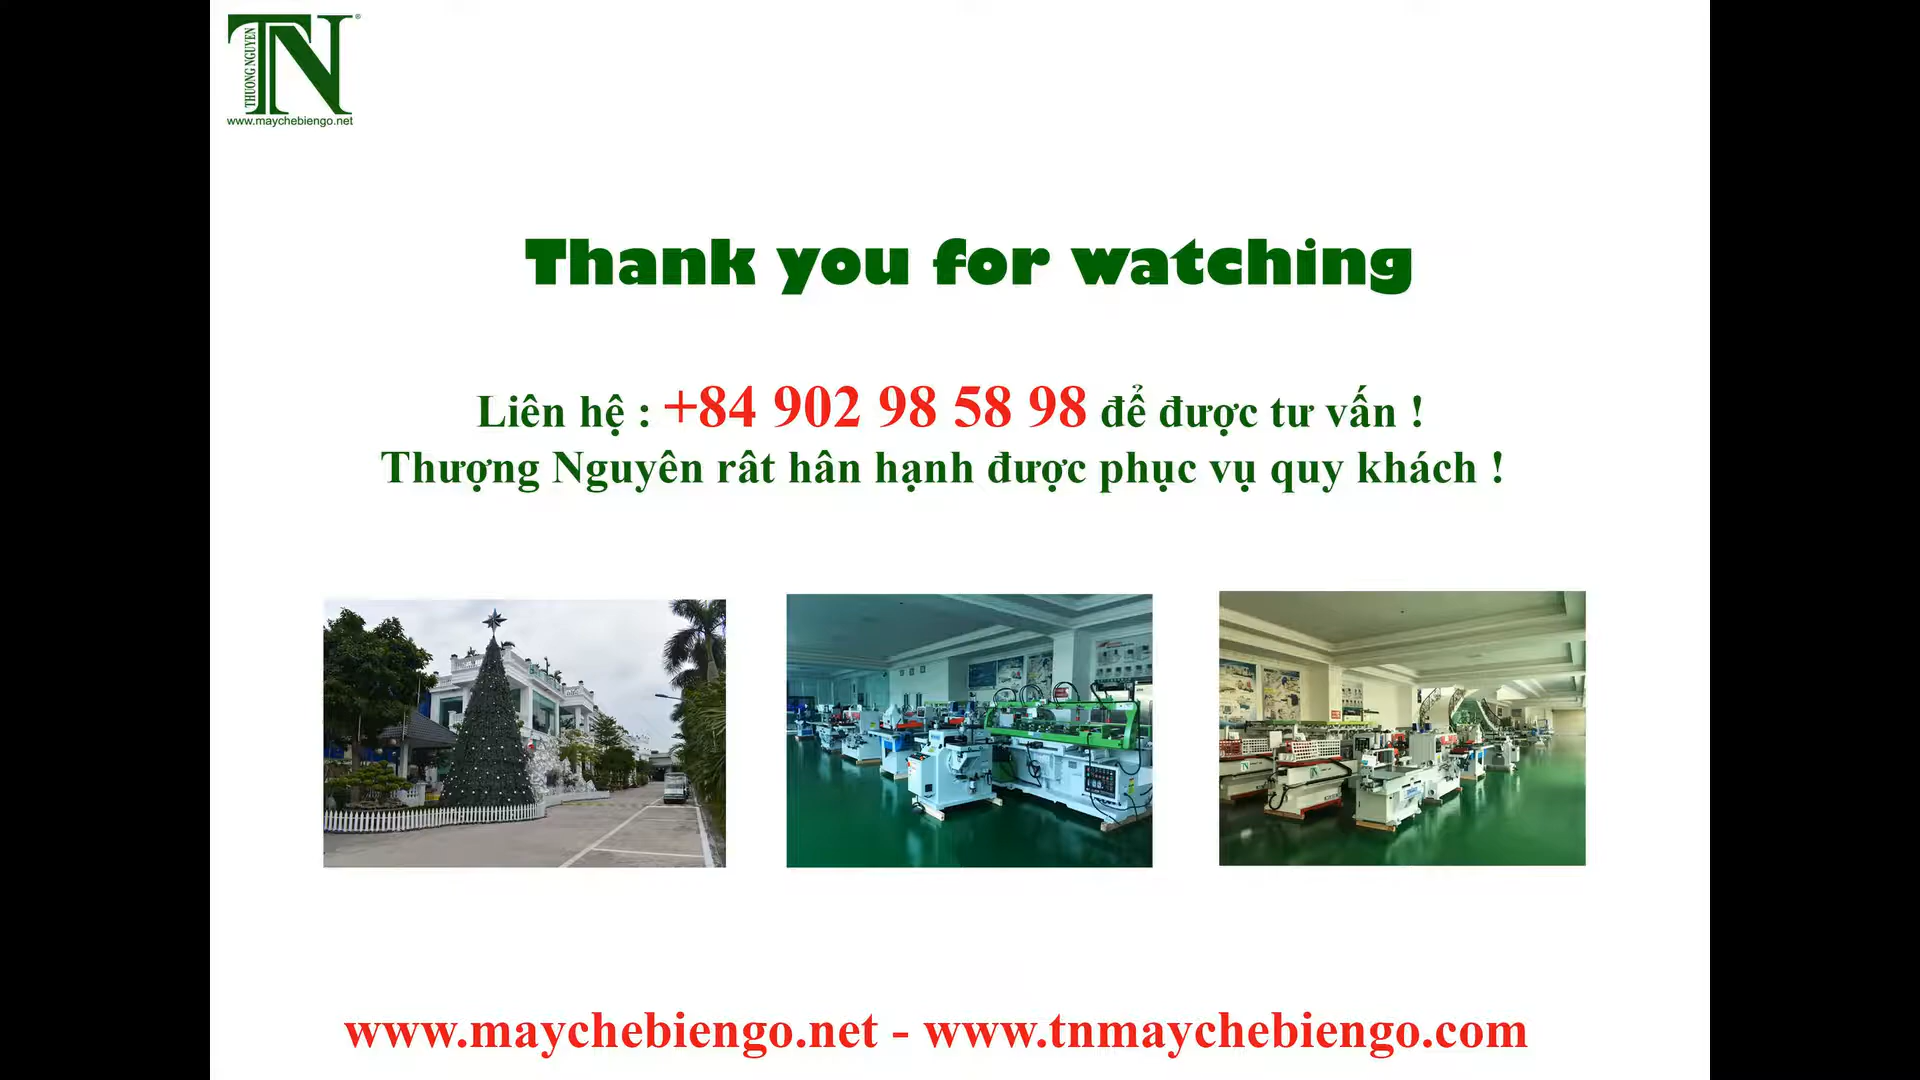 TN
®
THUONG NGUYEN
www.maychebiengo.net
Thank you for watching
Liên hệ : +84 902 98 58 98 để được tư vấn !
Thượng Nguyên rât hân hạnh được phục vụ quy khách !
www.maychebiengo.net - www.tnmaychebiengo.com